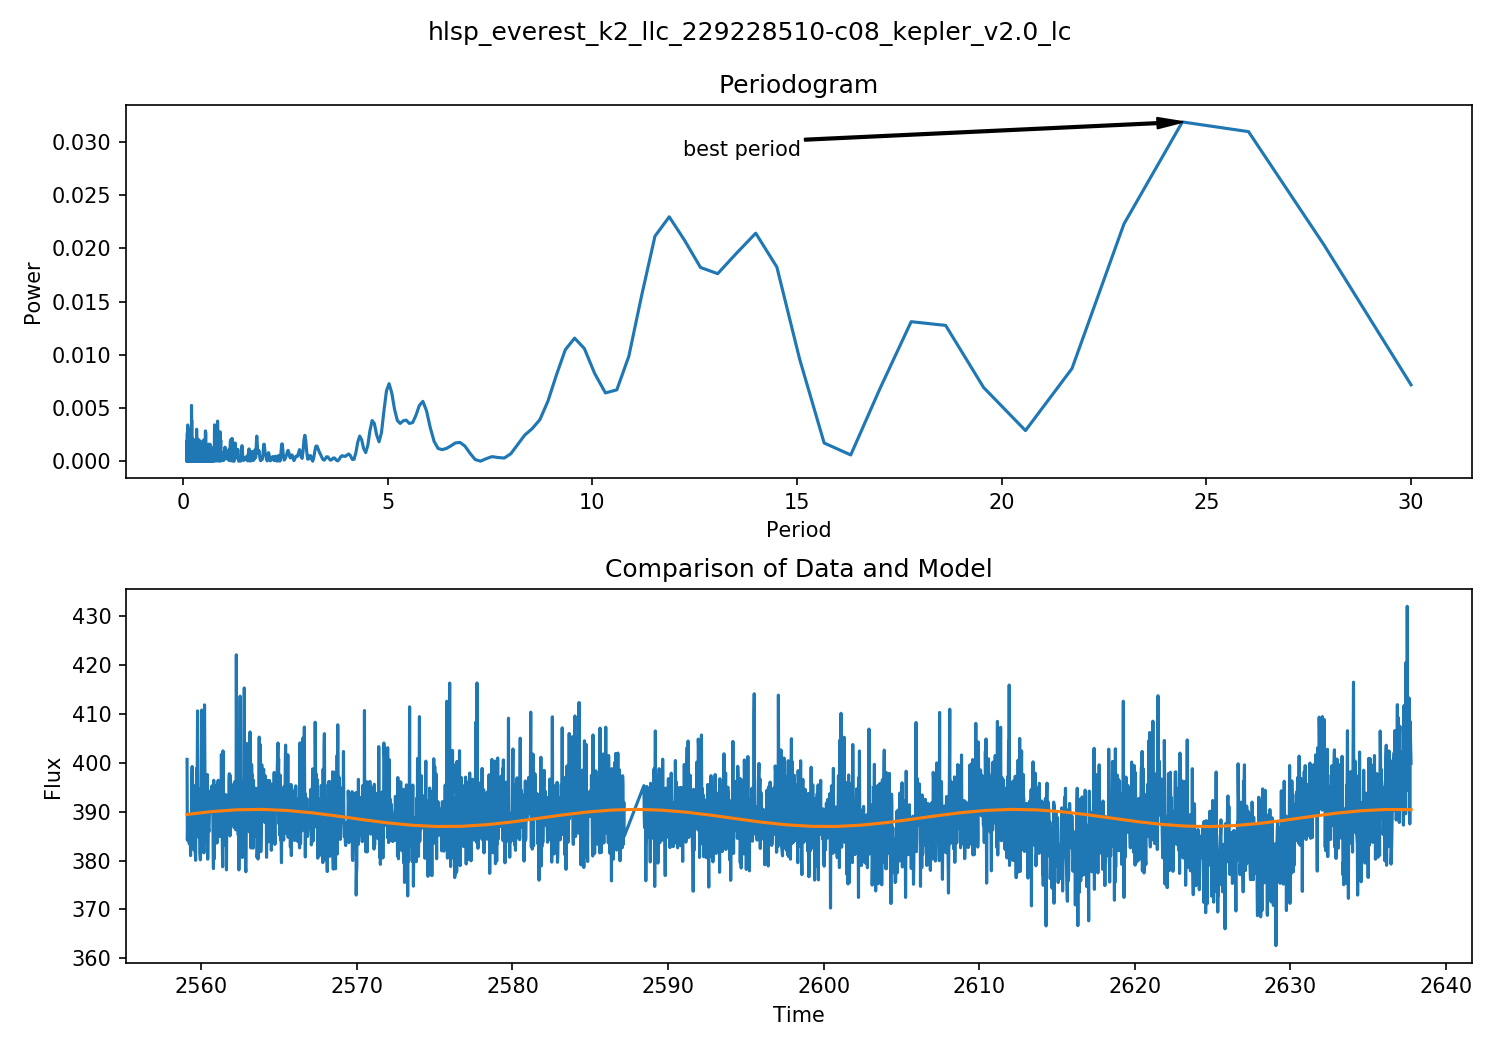 hlsp_everest_k2_llc_229228510-c08_kepler_v2.0_lc
Periodogram
0.030
0.025
0.020
0.015
0.010
0.005
0.000
Power
best period
0 5 10 15 20 25 30
Period
Comparison of Data and Model
430
420
410
400
390
380
370
360
Flux
2560 2570 2580 2590 2600 2610 2620 2630 2640
Time